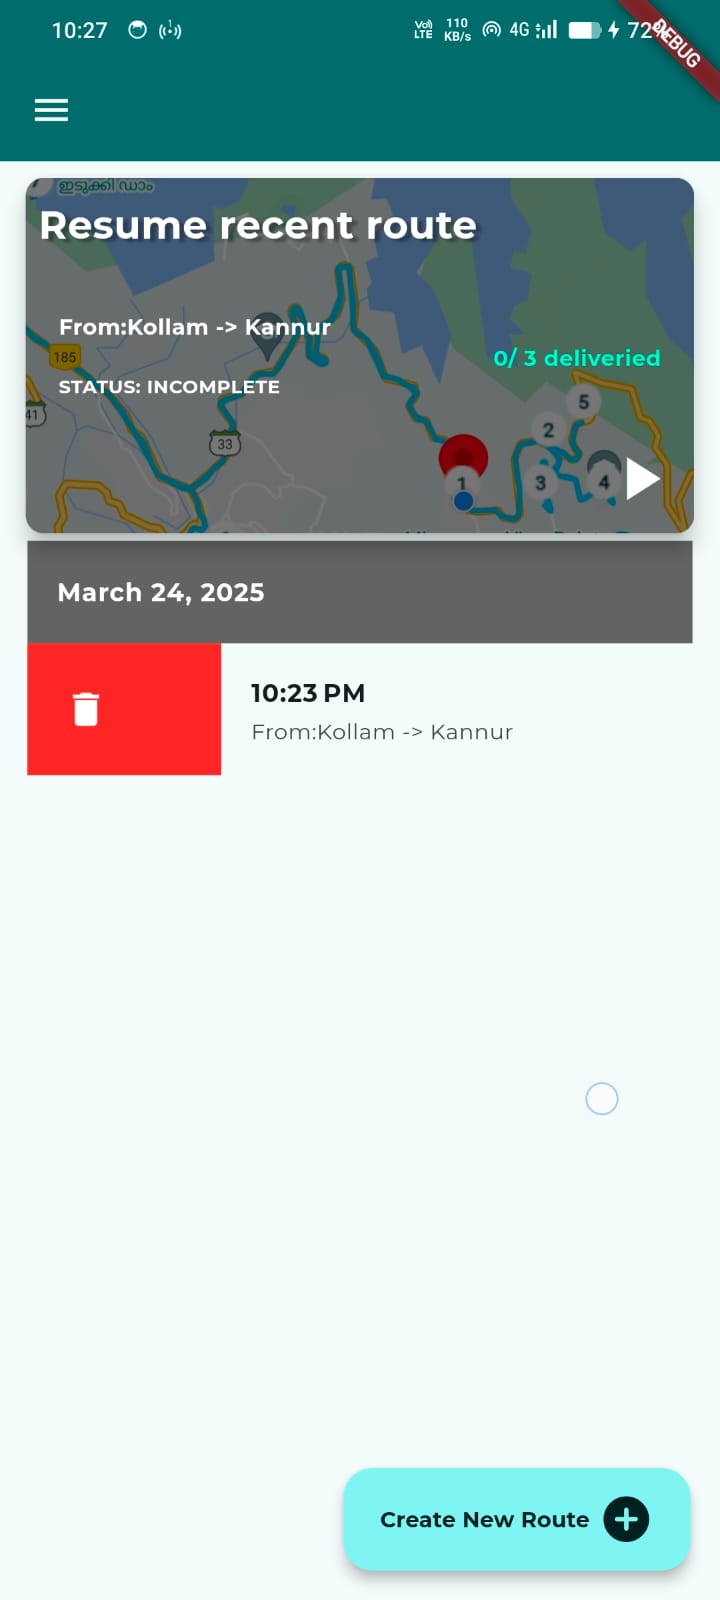 10:27
Vo)) LTE 110 KB/s 4G 72%
DEBUG
ഇടുക്കി ഡാം
Resume recent route
From:Kollam -> Kannur
185
0/ 3 deliveried
STATUS: INCOMPLETE
41
33
5
2
1
3
4
March 24, 2025
10:23 PM
From:Kollam -> Kannur
Create New Route